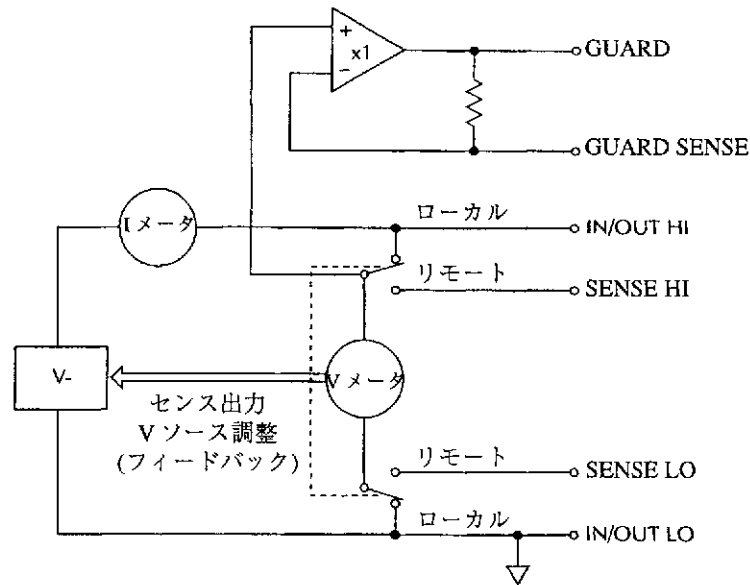 +
x1
−
GUARD
GUARD SENSE
Iメータ
ローカル
IN/OUT HI
リモート
SENSE HI
V-
Vメータ
センス出力
Vソース調整
(フィードバック)
リモート
SENSE LO
ローカル
IN/OUT LO